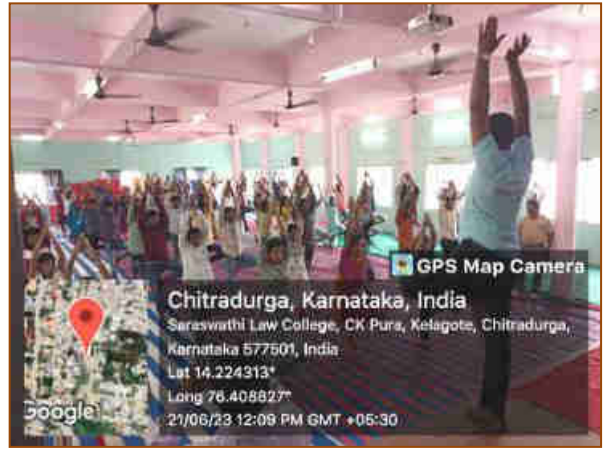 GPS Map Camera
Chitradurga, Karnataka, India
Saraswathi Law College, CK Pura, Kelagote, Chitradurga,
Karnataka 577501, India
Lat 14.224313°
Long 76.408827°
21/06/23 12:09 PM GMT +05:30
Google